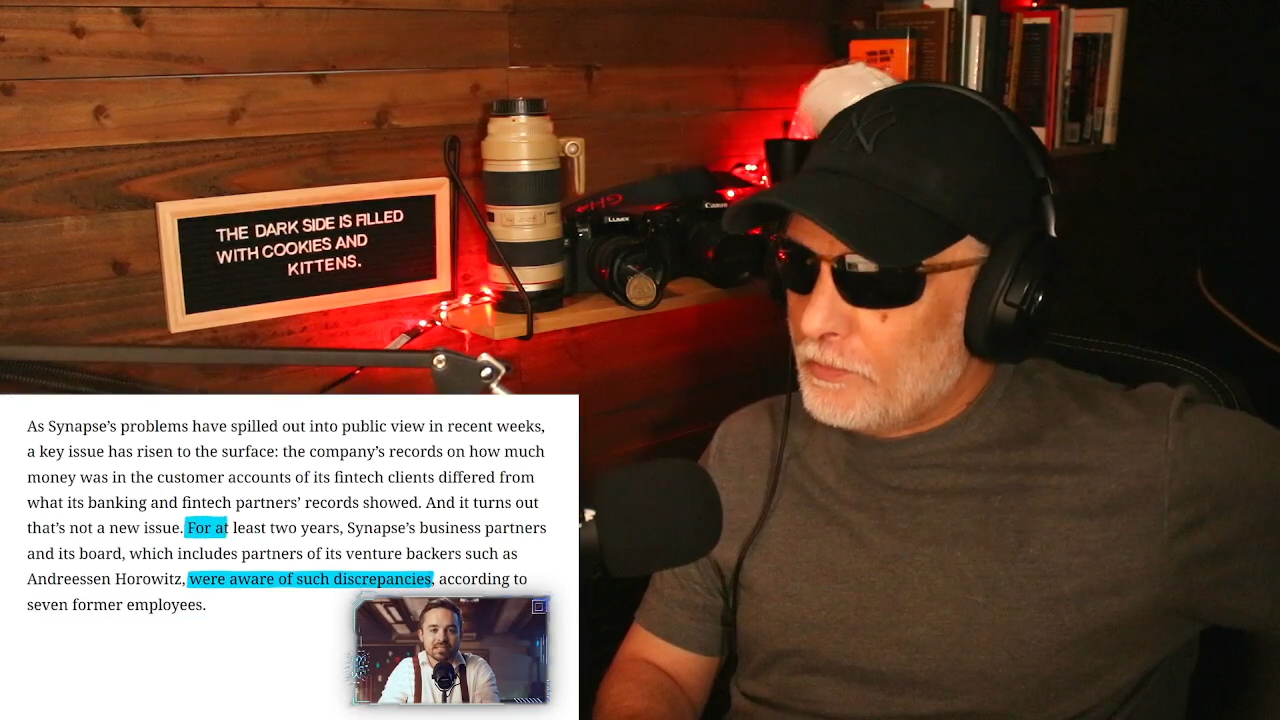 THE DARK SIDE IS FILLED
WITH COOKIES AND
KITTENS.
LUMIX
GH4
Canon
NY
As Synapse’s problems have spilled out into public view in recent weeks,
a key issue has risen to the surface: the company’s records on how much
money was in the customer accounts of its fintech clients differed from
what its banking and fintech partners’ records showed. And it turns out
that’s not a new issue. For at least two years, Synapse’s business partners
and its board, which includes partners of its venture backers such as
Andreessen Horowitz, were aware of such discrepancies, according to
seven former employees.